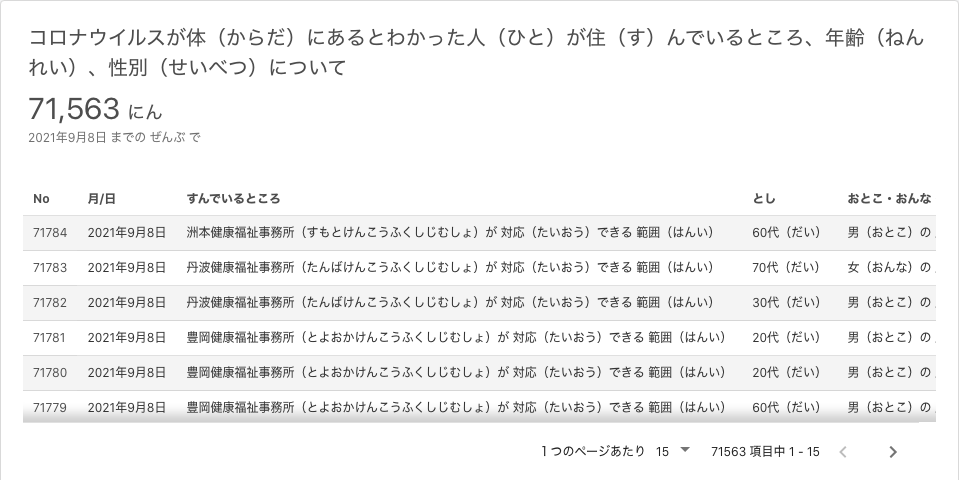 コロナウイルスが体（からだ）にあるとわかった人（ひと）が住（す）んでいるところ、年齢（ねん
れい）、性別（せいべつ）について
71,563 にん
2021年9月8日 までの ぜんぶ で
No 月/日 すんでいるところ とし おとこ・おんな
71784 2021年9月8日 洲本健康福祉事務所（すもとけんこうふくしじむしょ）が 対応（たいおう）できる 範囲（はんい） 60代（だい） 男（おとこ）の
71783 2021年9月8日 丹波健康福祉事務所（たんばけんこうふくしじむしょ）が 対応（たいおう）できる 範囲（はんい） 70代（だい） 女（おんな）の
71782 2021年9月8日 丹波健康福祉事務所（たんばけんこうふくしじむしょ）が 対応（たいおう）できる 範囲（はんい） 30代（だい） 男（おとこ）の
71781 2021年9月8日 豊岡健康福祉事務所（とよおかけんこうふくしじむしょ）が 対応（たいおう）できる 範囲（はんい） 20代（だい） 男（おとこ）の
71780 2021年9月8日 豊岡健康福祉事務所（とよおかけんこうふくしじむしょ）が 対応（たいおう）できる 範囲（はんい） 20代（だい） 男（おとこ）の
71779 2021年9月8日 豊岡健康福祉事務所（とよおかけんこうふくしじむしょ）が 対応（たいおう）できる 範囲（はんい） 60代（だい） 男（おとこ）の
1 つのページあたり 15 71563 項目中 1 - 15